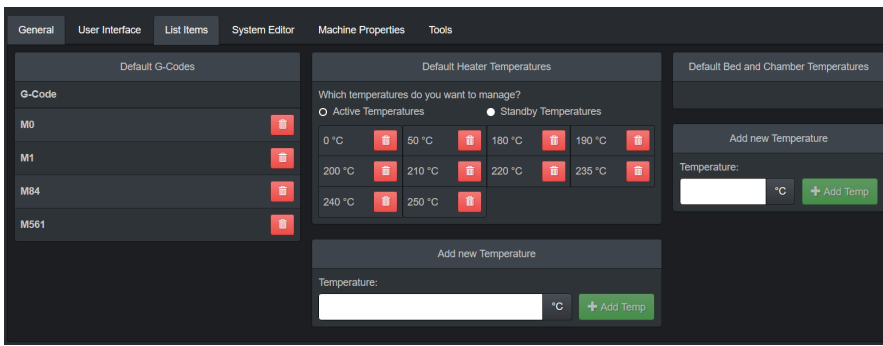 General User Interface List Items System Editor Machine Properties Tools
Default G-Codes
G-Code
M0
M1
M84
M561
Default Heater Temperatures
Which temperatures do you want to manage?
Active Temperatures Standby Temperatures
0 °C 50 °C 180 °C 190 °C
200 °C 210 °C 220 °C 235 °C
240 °C 250 °C
Add new Temperature
Temperature:
°C Add Temp
Default Bed and Chamber Temperatures
Add new Temperature
Temperature:
°C Add Temp